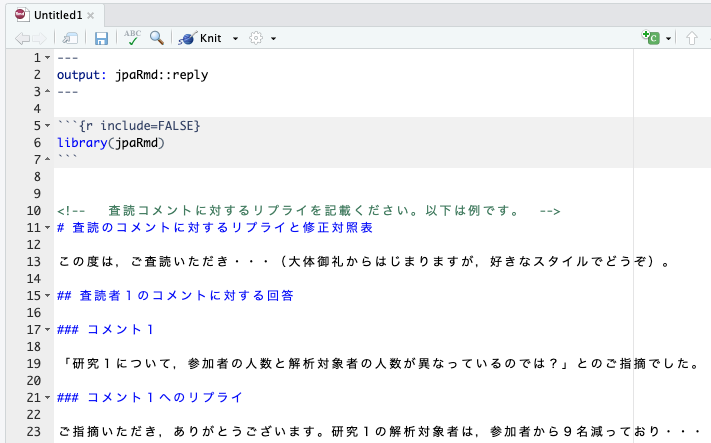 Untitled1
ABC Knit
1 ---
2 output: jpaRmd::reply
3 ---
4
5 ```{r include=FALSE}
6 library(jpaRmd)
7 ```
8
9
10 <!-- 査読コメントに対するリプライを記載ください。以下は例です。 -->
11 # 査読のコメントに対するリプライと修正対照表
12
13 この度は，ご査読いただき・・・（大体御礼からはじまりますが，好きなスタイルでどうぞ）。
14
15 ## 査読者１のコメントに対する回答
16
17 ### コメント１
18
19 「研究１について，参加者の人数と解析対象者の人数が異なっているのでは？」とのご指摘でした。
20
21 ### コメント１へのリプライ
22
23 ご指摘いただき，ありがとうございます。研究１の解析対象者は，参加者から９名減っており・・・